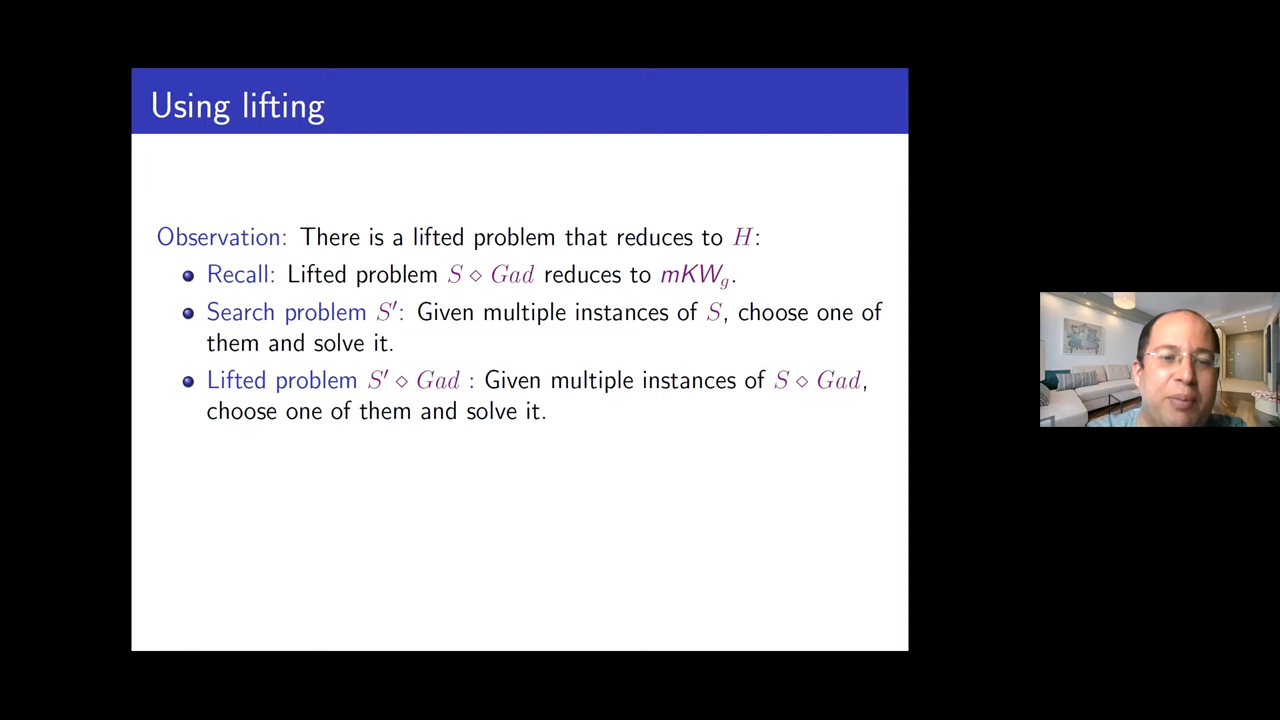 Using lifting
Observation: There is a lifted problem that reduces to H:
Recall: Lifted problem S ⋄ Gad reduces to mKW_g.
Search problem S′: Given multiple instances of S, choose one of
them and solve it.
Lifted problem S′ ⋄ Gad : Given multiple instances of S ⋄ Gad,
choose one of them and solve it.